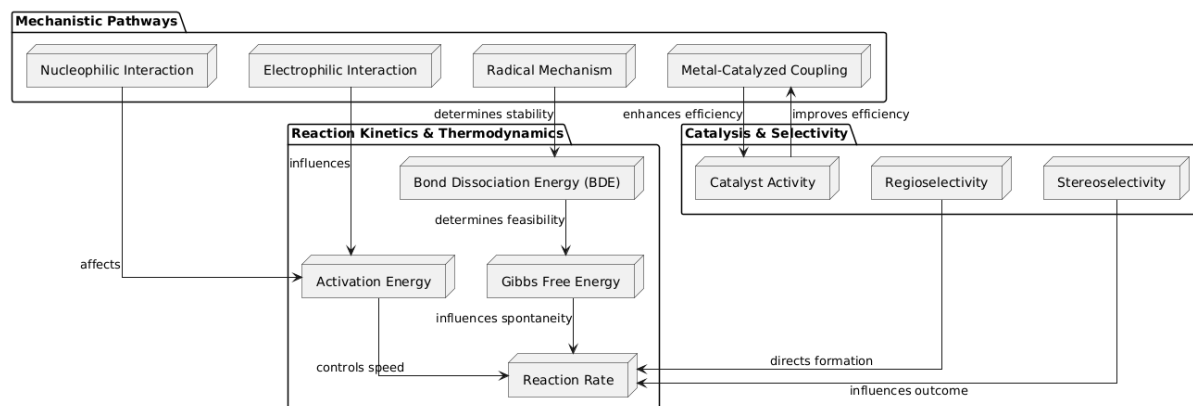 Mechanistic Pathways
Nucleophilic Interaction
Electrophilic Interaction
Radical Mechanism
Metal-Catalyzed Coupling
determines stability
enhances efficiency
improves efficiency
Reaction Kinetics & Thermodynamics
Catalysis & Selectivity
influences
Bond Dissociation Energy (BDE)
Catalyst Activity
Regioselectivity
Stereoselectivity
determines feasibility
affects
Activation Energy
Gibbs Free Energy
influences spontaneity
controls speed
Reaction Rate
directs formation
influences outcome